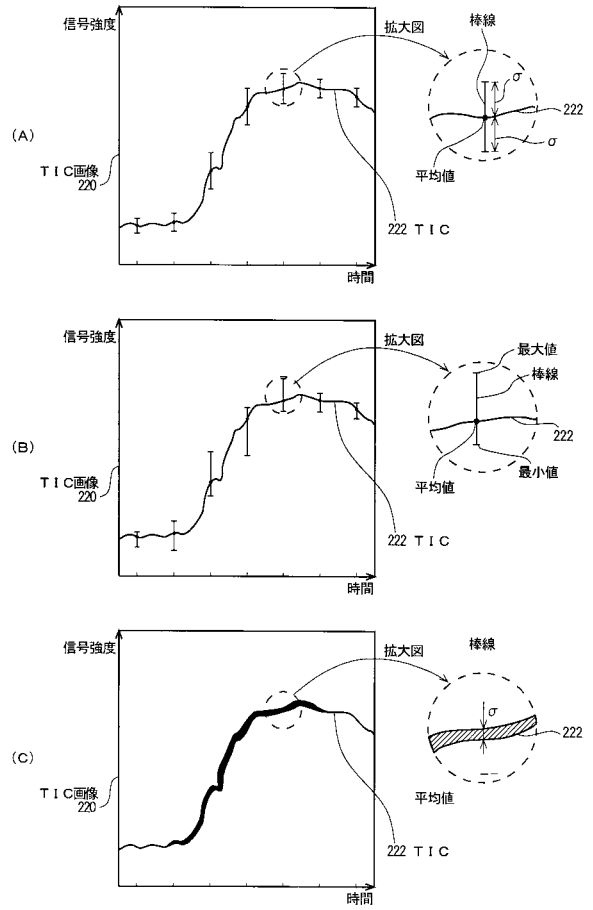 信号強度
拡大図
棒線
σ
222
σ
平均値
(A)
TIC画像
220
222 TIC
時間
信号強度
拡大図
最大値
棒線
222
平均値
最小値
(B)
TIC画像
220
222 TIC
時間
信号強度
拡大図
棒線
σ
222
平均値
(C)
TIC画像
220
222 TIC
時間